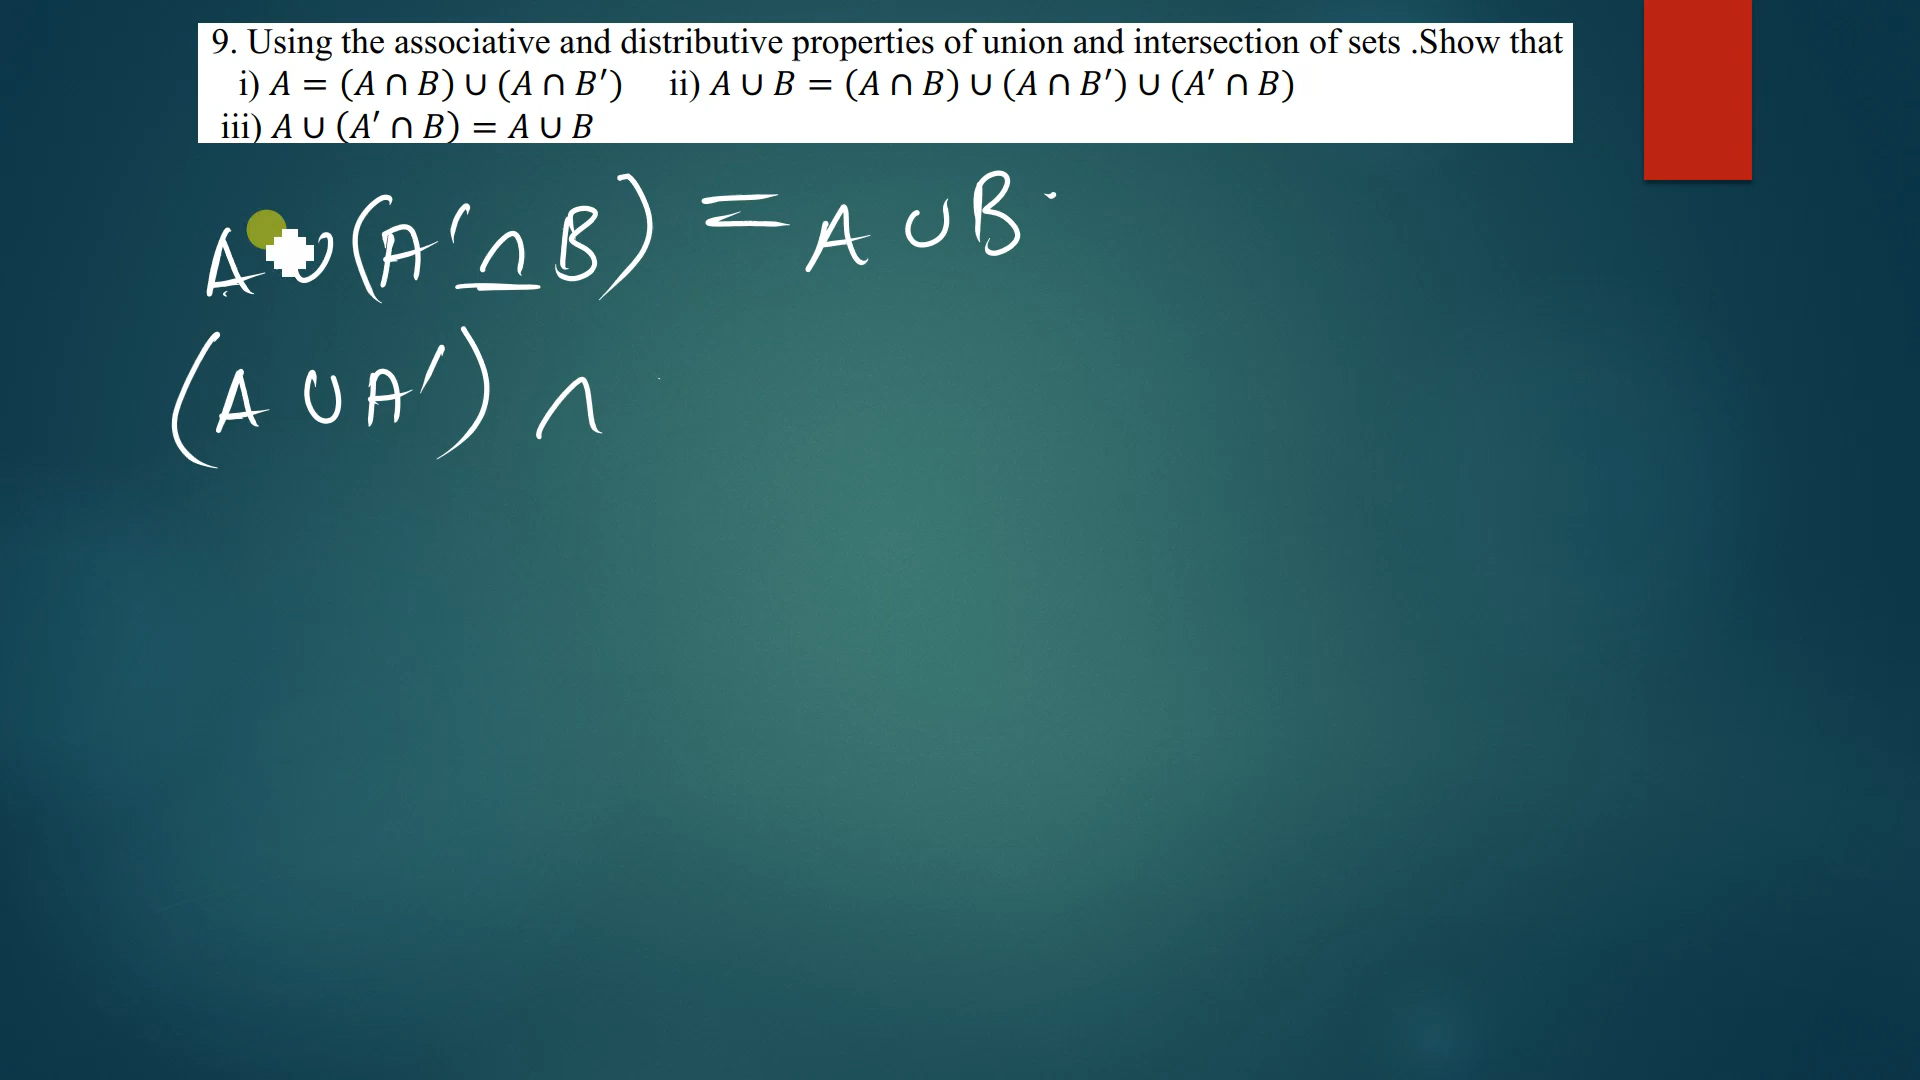 9. Using the associative and distributive properties of union and intersection of sets .Show that
i) A = (A ∩ B) ∪ (A ∩ B′) ii) A ∪ B = (A ∩ B) ∪ (A ∩ B′) ∪ (A′ ∩ B)
iii) A ∪ (A′ ∩ B) = A ∪ B
A ∪ (A′ ∩ B) = A ∪ B.
(A ∪ A′) ∩